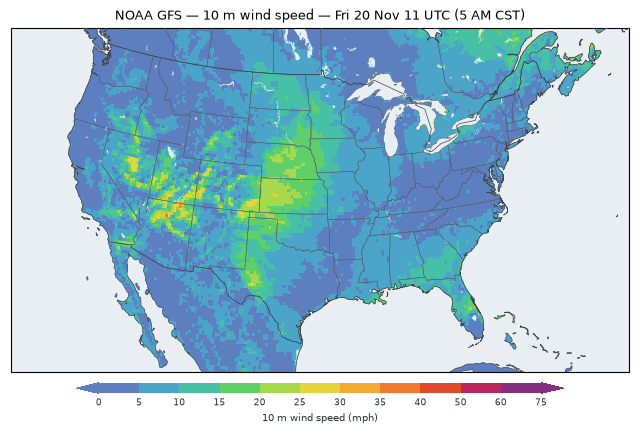 NOAA GFS — 10 m wind speed — Fri 20 Nov 11 UTC (5 AM CST)
0 5 10 15 20 25 30 35 40 50 60 75
10 m wind speed (mph)